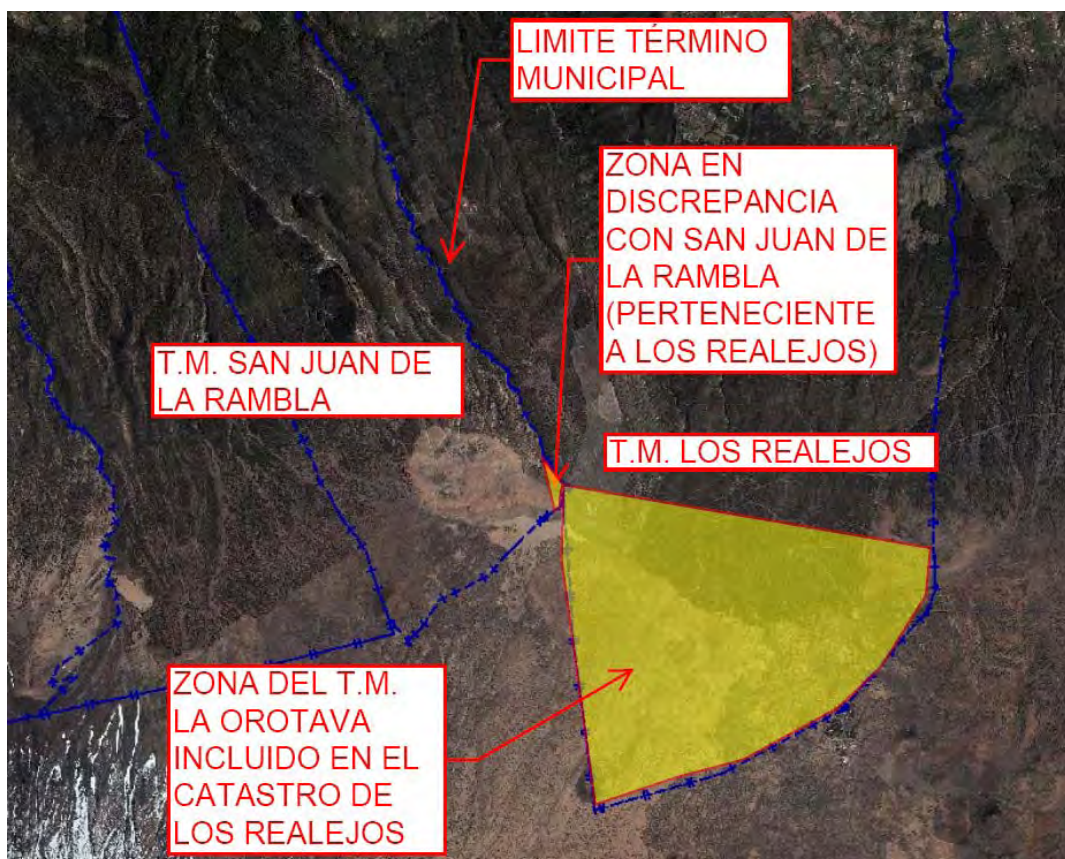 LIMITE TÉRMINO
MUNICIPAL
ZONA EN
DISCREPANCIA
CON SAN JUAN DE
LA RAMBLA
(PERTENECIENTE
A LOS REALEJOS)
T.M. SAN JUAN DE
LA RAMBLA
T.M. LOS REALEJOS
ZONA DEL T.M.
LA OROTAVA
INCLUIDO EN EL
CATASTRO DE
LOS REALEJOS